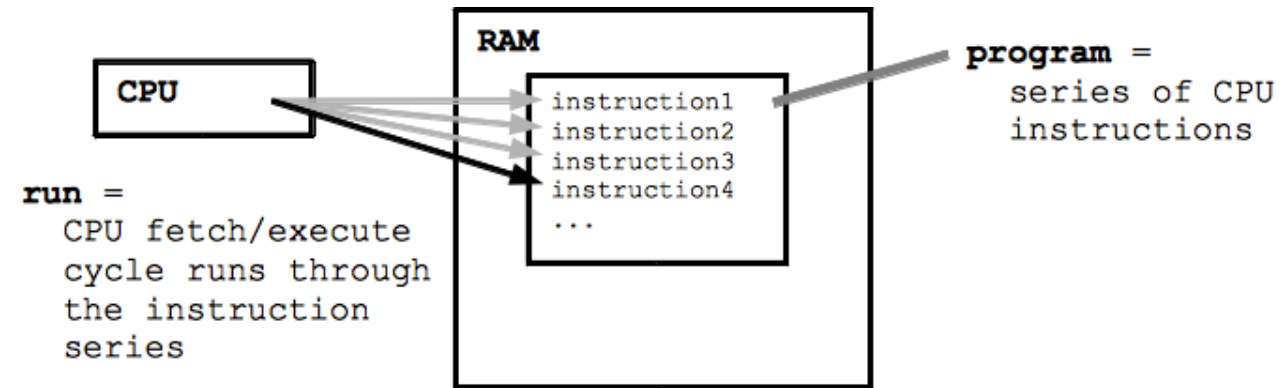 CPU
run =
CPU fetch/execute
cycle runs through
the instruction
series
RAM
instruction1
instruction2
instruction3
instruction4
...
program =
series of CPU
instructions